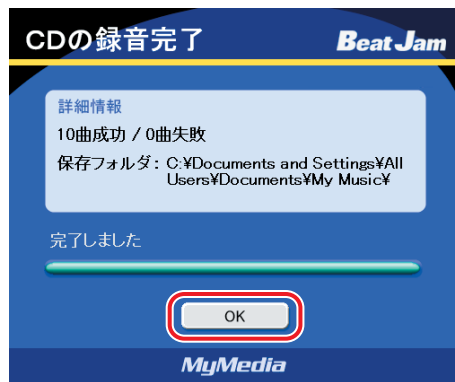 CDの録音完了 Beat Jam
詳細情報
10曲成功 / 0曲失敗
保存フォルダ: C:¥Documents and Settings¥All
Users¥Documents¥My Music¥
完了しました
OK
MyMedia